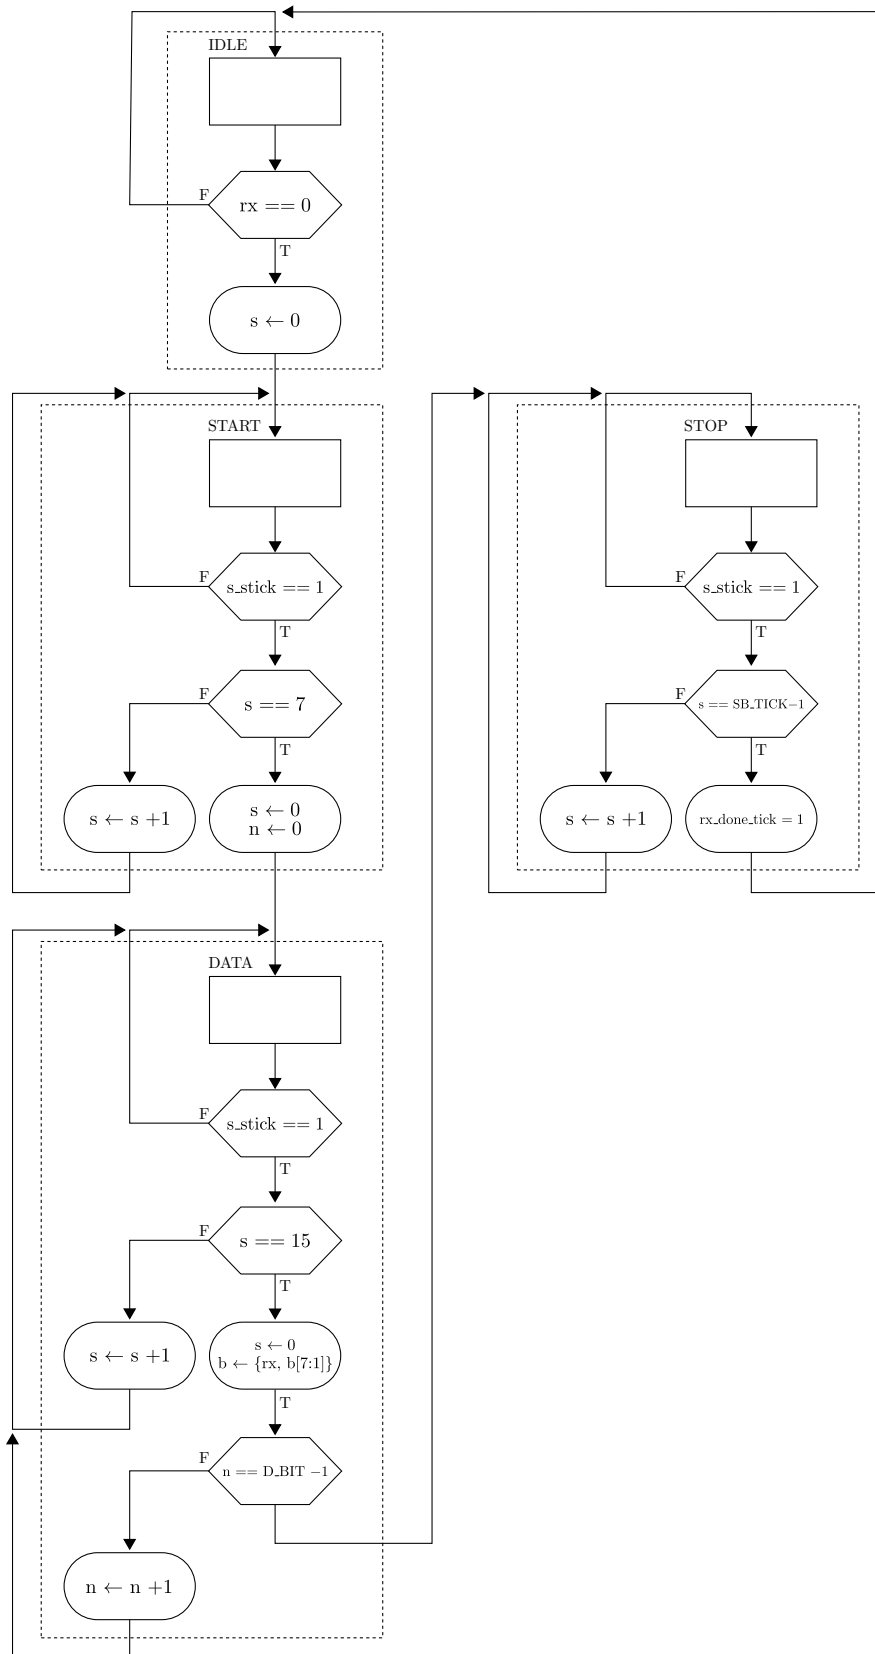 IDLE
F
rx == 0
T
s ← 0
START
F
s_stick == 1
T
F
s == 7
T
s ← s +1
s ← 0
n ← 0
DATA
F
s_stick == 1
T
F
s == 15
T
s ← s +1
s ← 0
b ← {rx, b[7:1]}
T
F
n == D_BIT −1
n ← n +1
STOP
F
s_stick == 1
T
F
s == SB_TICK−1
T
s ← s +1
rx_done_tick = 1